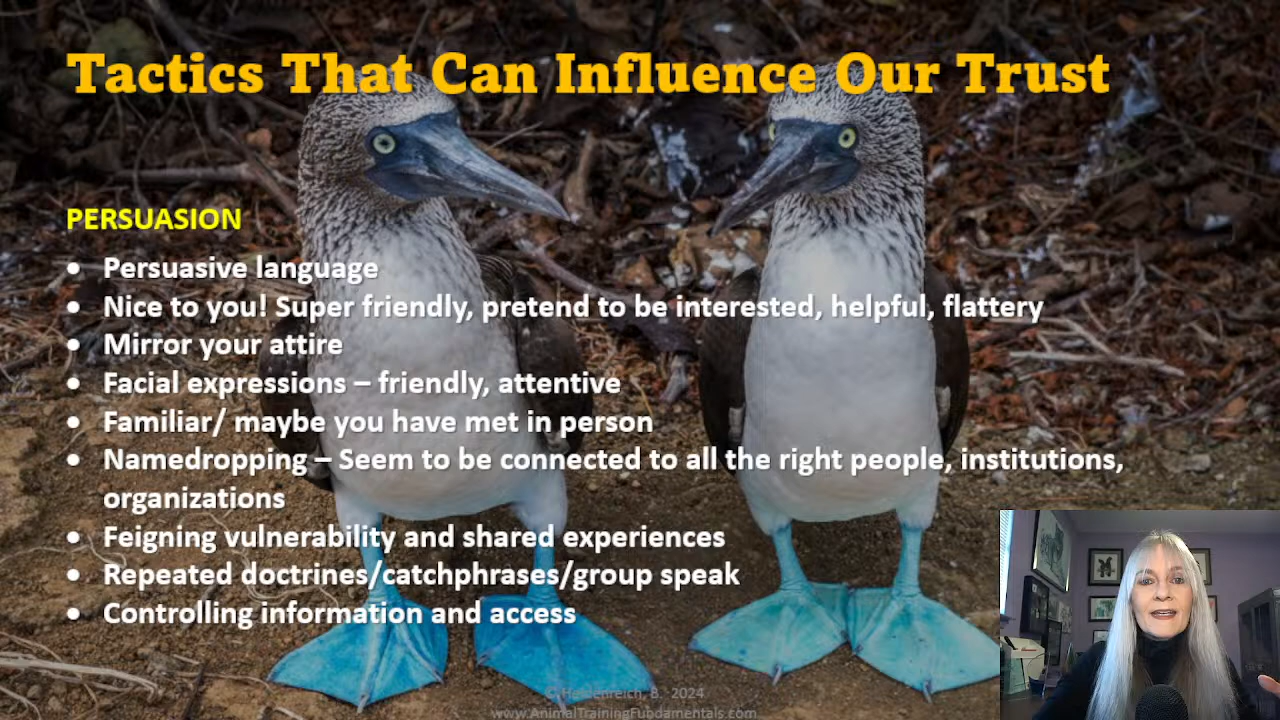 Tactics That Can Influence Our Trust
PERSUASION
• Persuasive language
• Nice to you! Super friendly, pretend to be interested, helpful, flattery
• Mirror your attire
• Facial expressions – friendly, attentive
• Familiar/ maybe you have met in person
• Namedropping – Seem to be connected to all the right people, institutions,
organizations
• Feigning vulnerability and shared experiences
• Repeated doctrines/catchphrases/group speak
• Controlling information and access
© Heidenreich, B. 2024
www.AnimalTrainingFundamentals.com